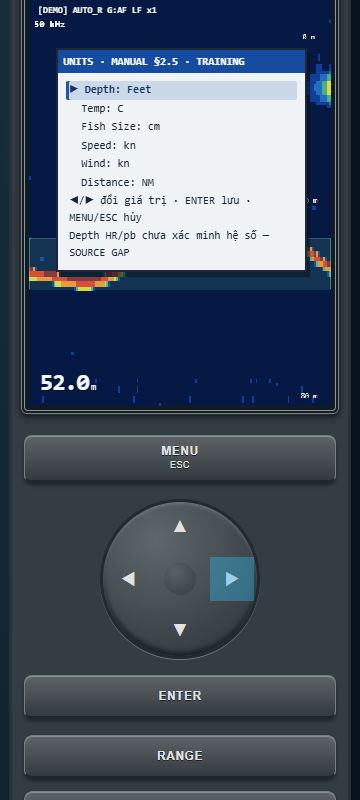 [DEMO] AUTO_R G:AF LF x1
50 kHz
0 m
UNITS · MANUAL §2.5 · TRAINING
▶ Depth: Feet
Temp: C
Fish Size: cm
Speed: kn
Wind: kn
Distance: NM
◀/▶ đổi giá trị · ENTER lưu ·
MENU/ESC hủy
Depth HR/pb chưa xác minh hệ số —
SOURCE GAP
m
52.0m
80 m
MENU
ESC
▲
◀ ▶
▼
ENTER
RANGE